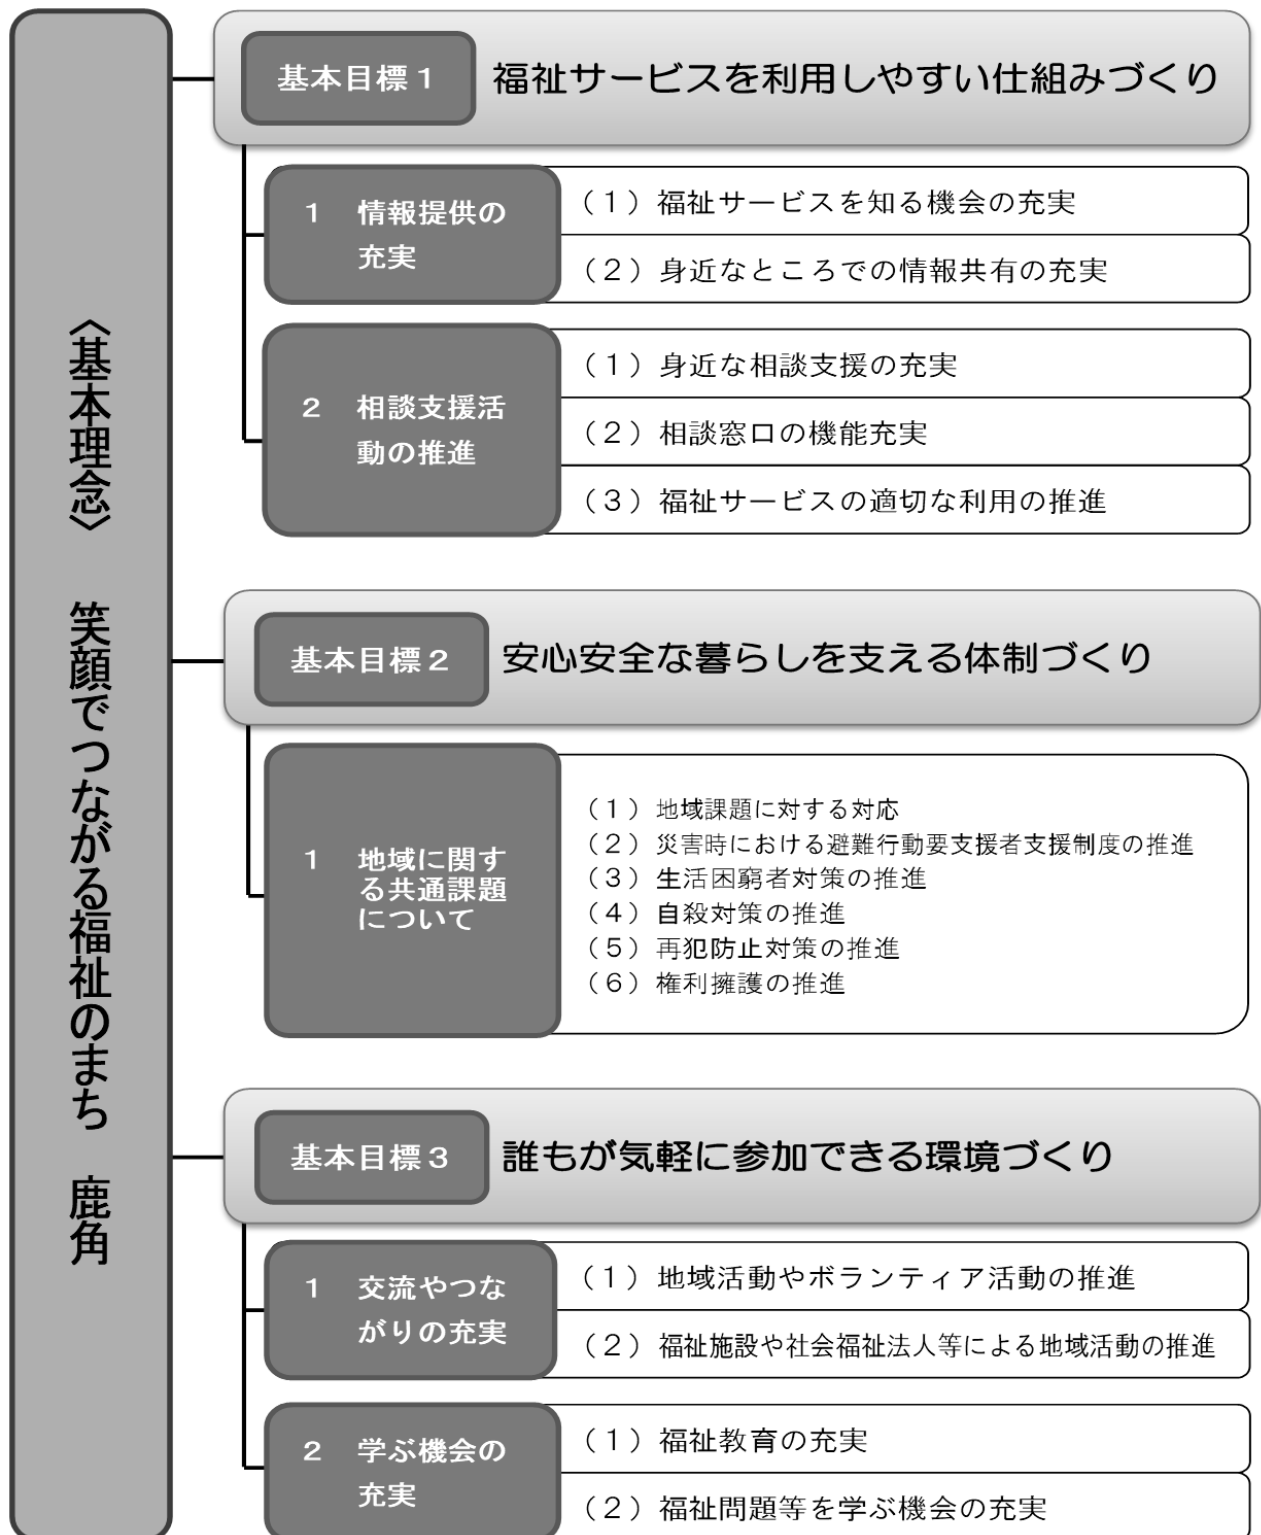 〈基本理念〉　笑顔でつながる福祉のまち　鹿角
基本目標１
福祉サービスを利用しやすい仕組みづくり
１　情報提供の
充実
（１）福祉サービスを知る機会の充実
（２）身近なところでの情報共有の充実
２　相談支援活
動の推進
（１）身近な相談支援の充実
（２）相談窓口の機能充実
（３）福祉サービスの適切な利用の推進
基本目標２
安心安全な暮らしを支える体制づくり
１　地域に関す
る共通課題
について
（１）地域課題に対する対応
（２）災害時における避難行動要支援者支援制度の推進
（３）生活困窮者対策の推進
（４）自殺対策の推進
（５）再犯防止対策の推進
（６）権利擁護の推進
基本目標３
誰もが気軽に参加できる環境づくり
１　交流やつな
がりの充実
（１）地域活動やボランティア活動の推進
（２）福祉施設や社会福祉法人等による地域活動の推進
２　学ぶ機会の
充実
（１）福祉教育の充実
（２）福祉問題等を学ぶ機会の充実